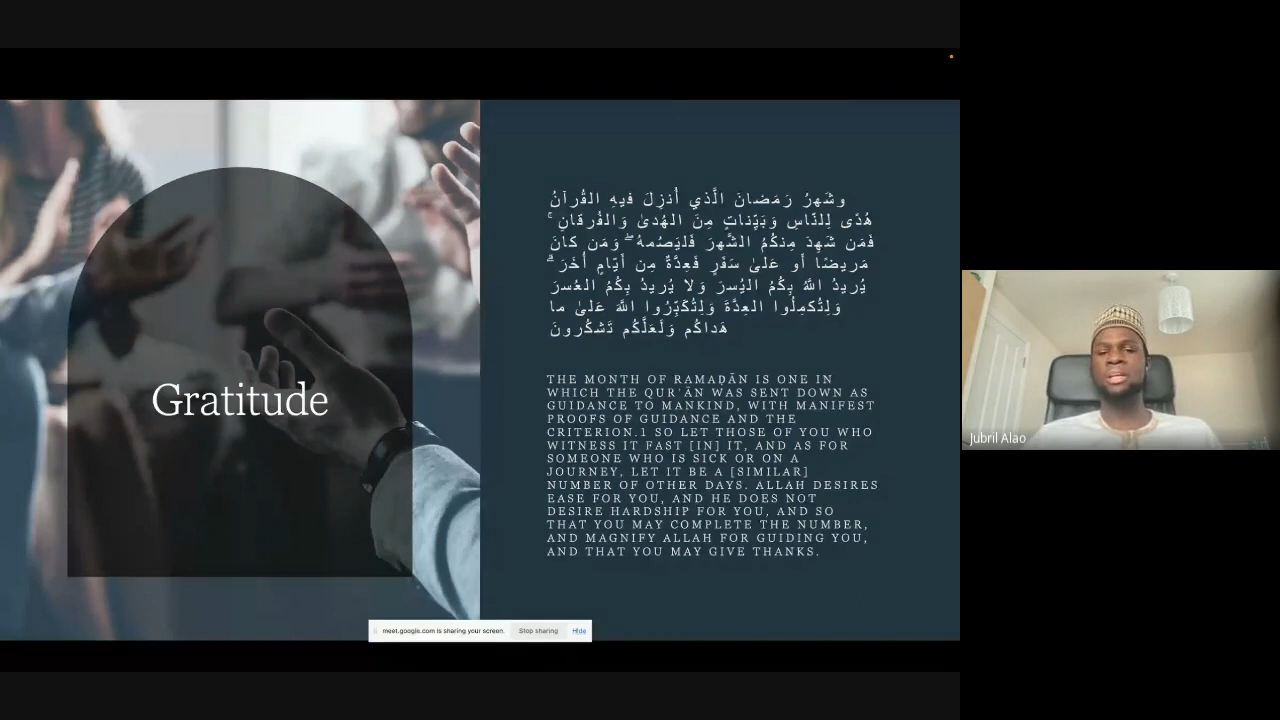 Gratitude
وشَهرُ رَمَضانَ الَّذي أُنزِلَ فيهِ القُرآنُ
هُدًى لِلنّاسِ وَبَيِّناتٍ مِنَ الهُدىٰ وَالفُرقانِ ۚ
فَمَن شَهِدَ مِنكُمُ الشَّهرَ فَليَصُمهُ ۖ وَمَن كانَ
مَريضًا أَو عَلىٰ سَفَرٍ فَعِدَّةٌ مِن أَيّامٍ أُخَرَ ۗ
يُريدُ اللَّهُ بِكُمُ اليُسرَ وَلا يُريدُ بِكُمُ العُسرَ
وَلِتُكمِلُوا العِدَّةَ وَلِتُكَبِّرُوا اللَّهَ عَلىٰ ما
هَداكُم وَلَعَلَّكُم تَشكُرونَ
THE MONTH OF RAMAḌĀN IS ONE IN
WHICH THE QUR'ĀN WAS SENT DOWN AS
GUIDANCE TO MANKIND, WITH MANIFEST
PROOFS OF GUIDANCE AND THE
CRITERION.1 SO LET THOSE OF YOU WHO
WITNESS IT FAST [IN] IT, AND AS FOR
SOMEONE WHO IS SICK OR ON A
JOURNEY, LET IT BE A [SIMILAR]
NUMBER OF OTHER DAYS. ALLAH DESIRES
EASE FOR YOU, AND HE DOES NOT
DESIRE HARDSHIP FOR YOU, AND SO
THAT YOU MAY COMPLETE THE NUMBER,
AND MAGNIFY ALLAH FOR GUIDING YOU,
AND THAT YOU MAY GIVE THANKS.
meet.google.com is sharing your screen. Stop sharing Hide
Jubril Alao